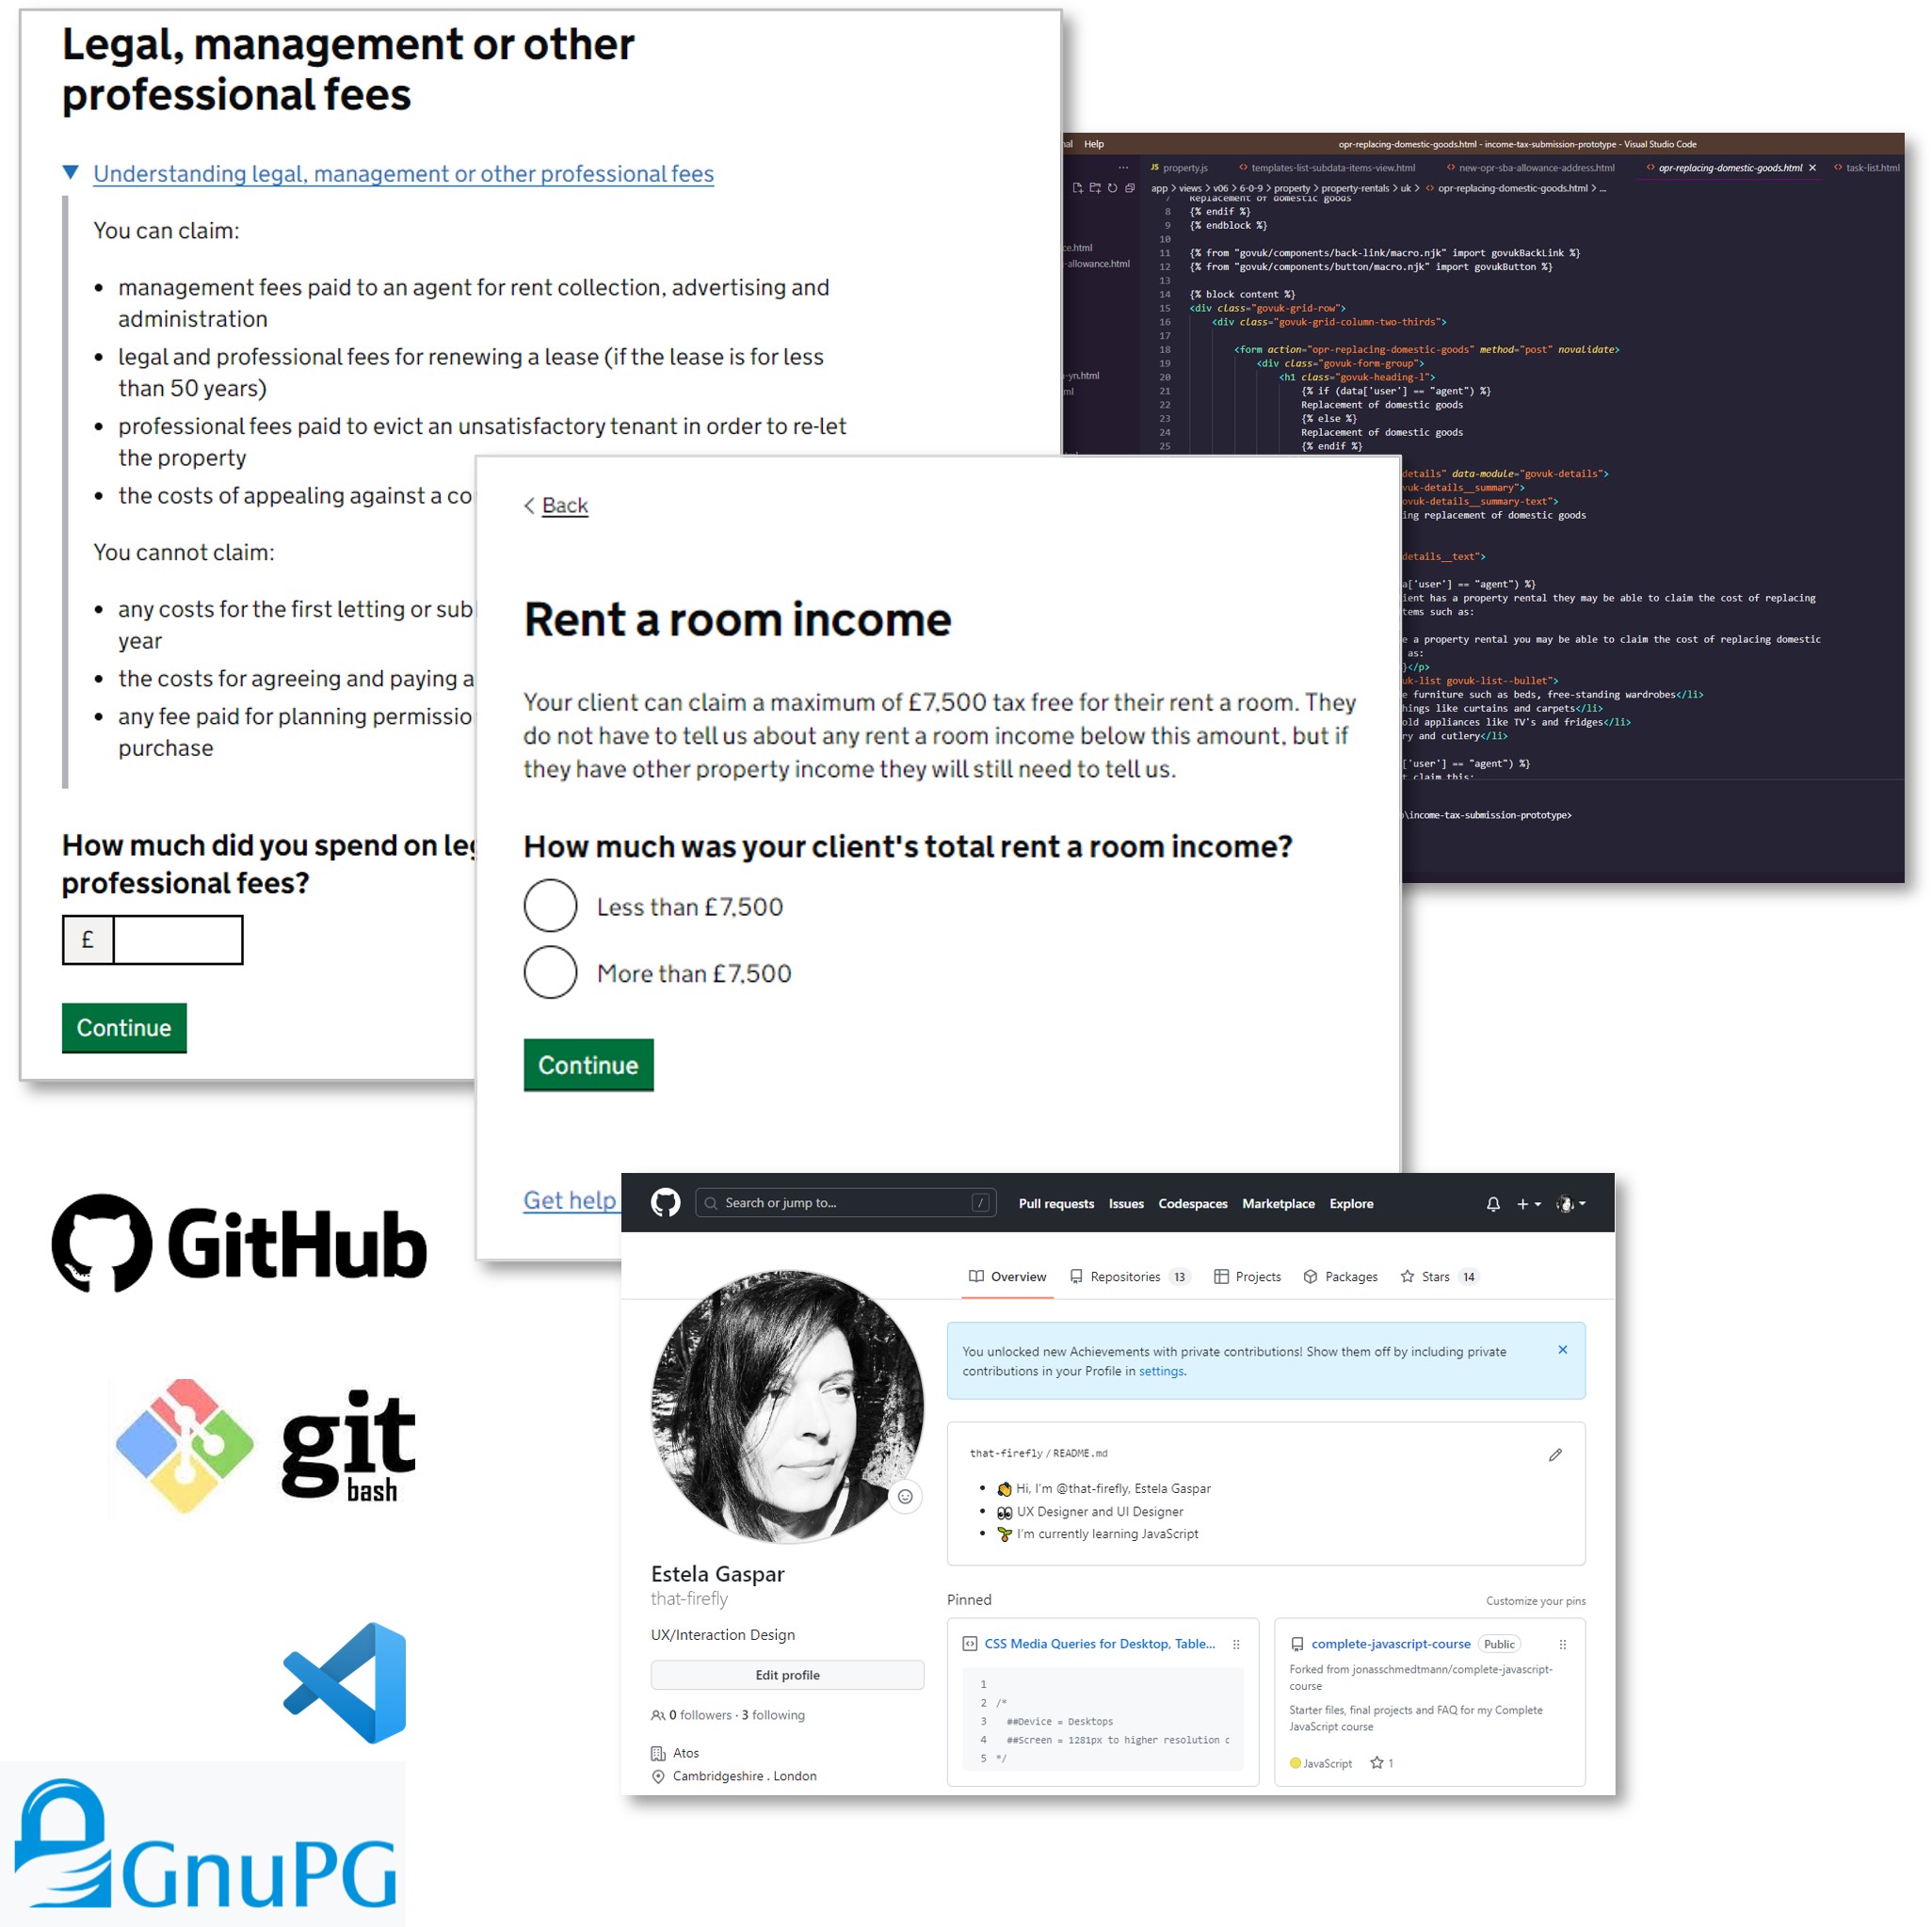 Legal, management or other
professional fees
▼ Understanding legal, management or other professional fees
You can claim:
• management fees paid to an agent for rent collection, advertising and
administration
• legal and professional fees for renewing a lease (if the lease is for less
than 50 years)
• professional fees paid to evict an unsatisfactory tenant in order to re-let
the property
• the costs of appealing against a co
You cannot claim:
• any costs for the first letting or sub
year
• the costs for agreeing and paying a
• any fee paid for planning permissio
purchase
How much did you spend on leg
professional fees?
£
Continue
Help
opr-replacing-domestic-goods.html - income-tax-submission-prototype - Visual Studio Code
JS property.js <> templates-list-subdata-items-view.html <> new-opr-sba-allowance-address.html <> opr-replacing-domestic-goods.html × <> task-list.html
app > views > v06 > 6-0-9 > property > property-rentals > uk > <> opr-replacing-domestic-goods.html > ...
ce.html
-allowance.html
-yn.html
ml
7 Replacement of domestic goods
8 {% endif %}
9 {% endblock %}
10
11 {% from "govuk/components/back-link/macro.njk" import govukBackLink %}
12 {% from "govuk/components/button/macro.njk" import govukButton %}
13
14 {% block content %}
15 <div class="govuk-grid-row">
16 <div class="govuk-grid-column-two-thirds">
17
18 <form action="opr-replacing-domestic-goods" method="post" novalidate>
19 <div class="govuk-form-group">
20 <h1 class="govuk-heading-l">
21 {% if (data['user'] == "agent") %}
22 Replacement of domestic goods
23 {% else %}
24 Replacement of domestic goods
25 {% endif %}
details" data-module="govuk-details">
vuk-details__summary">
ovuk-details__summary-text">
ing replacement of domestic goods
details__text">
a['user'] == "agent") %}
ient has a property rental they may be able to claim the cost of replacing
tems such as:
e a property rental you may be able to claim the cost of replacing domestic
as:
}</p>
uk-list govuk-list--bullet">
e furniture such as beds, free-standing wardrobes</li>
hings like curtains and carpets</li>
old appliances like TV's and fridges</li>
ry and cutlery</li>
['user'] == "agent") %}
t claim this:
\income-tax-submission-prototype>
< Back
Rent a room income
Your client can claim a maximum of £7,500 tax free for their rent a room. They
do not have to tell us about any rent a room income below this amount, but if
they have other property income they will still need to tell us.
How much was your client's total rent a room income?
Less than £7,500
More than £7,500
Continue
Get help
GitHub
git
bash
GnuPG
Search or jump to... /
Pull requests Issues Codespaces Marketplace Explore
Overview Repositories 13 Projects Packages Stars 14
You unlocked new Achievements with private contributions! Show them off by including private
contributions in your Profile in settings.
that-firefly / README.md
• 👋 Hi, I'm @that-firefly, Estela Gaspar
• 👀 UX Designer and UI Designer
• 🌱 I'm currently learning JavaScript
Estela Gaspar
that-firefly
UX/Interaction Design
Edit profile
0 followers · 3 following
Atos
Cambridgeshire . London
Pinned
Customize your pins
CSS Media Queries for Desktop, Table...
1
2 /*
3 ##Device = Desktops
4 ##Screen = 1281px to higher resolution d
5 */
complete-javascript-course Public
Forked from jonasschmedtmann/complete-javascript-
course
Starter files, final projects and FAQ for my Complete
JavaScript course
JavaScript 1